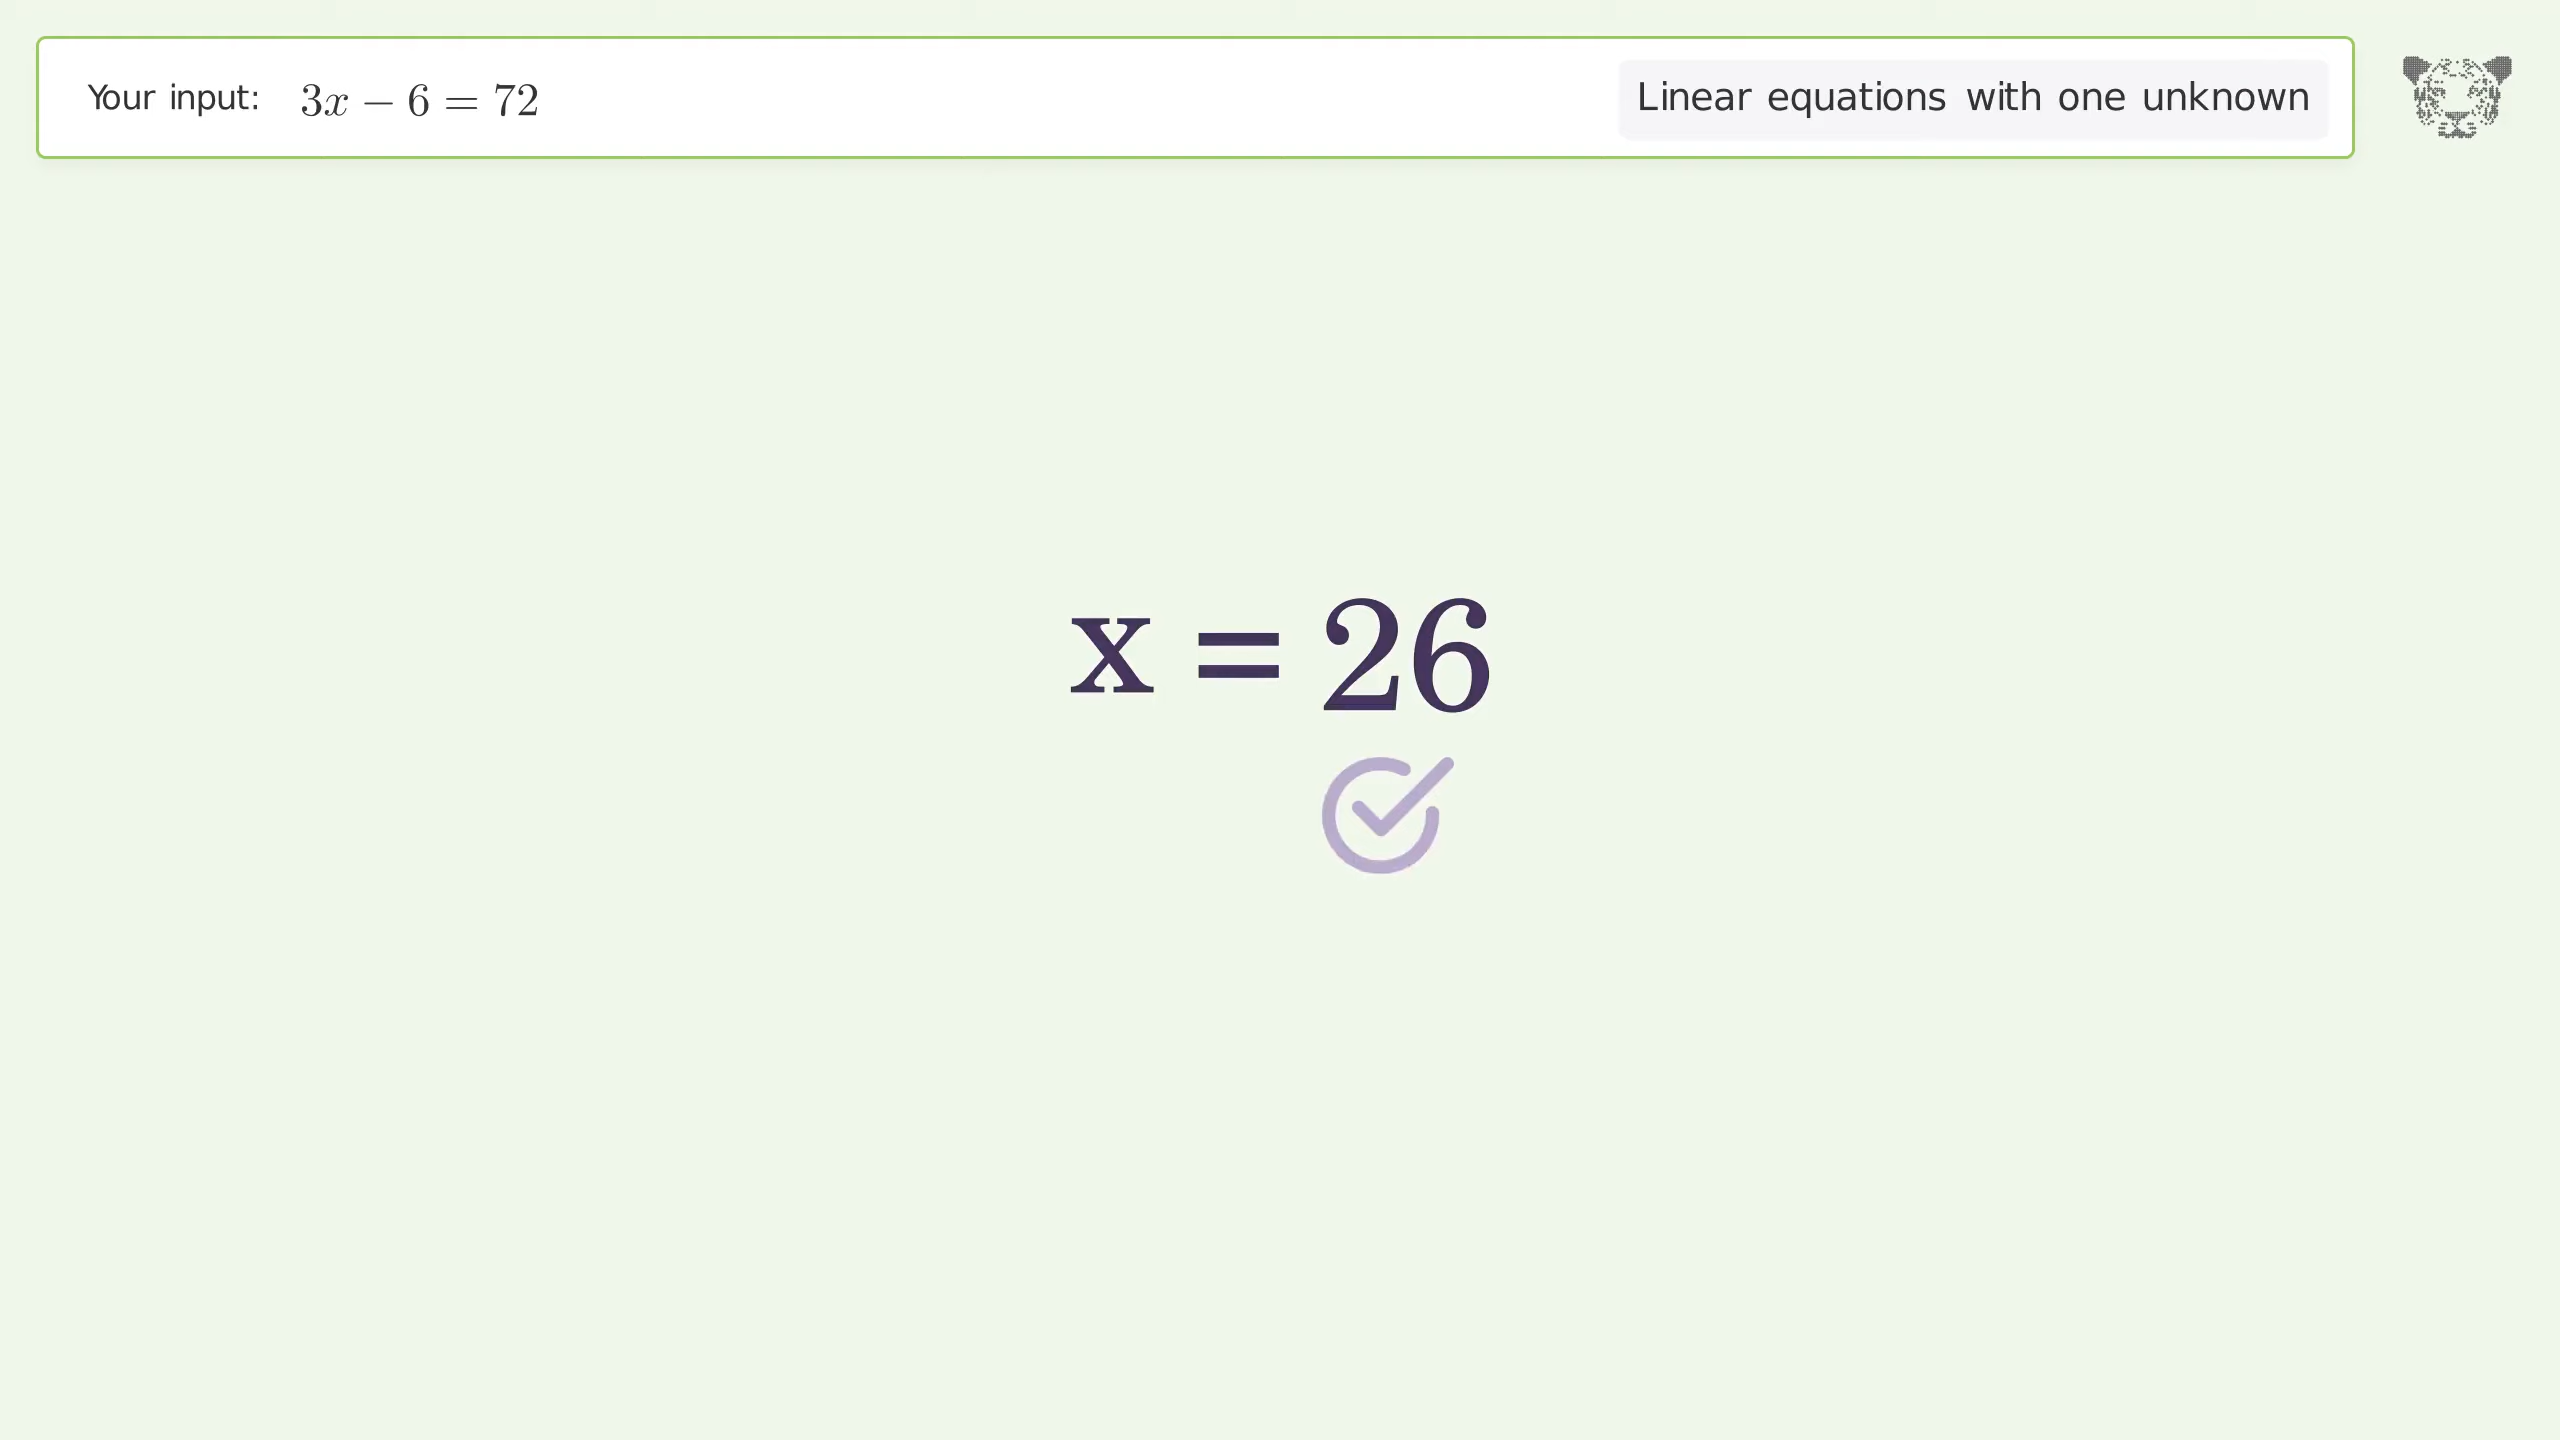 Your input: 3x − 6 = 72
Linear equations with one unknown
x = 26